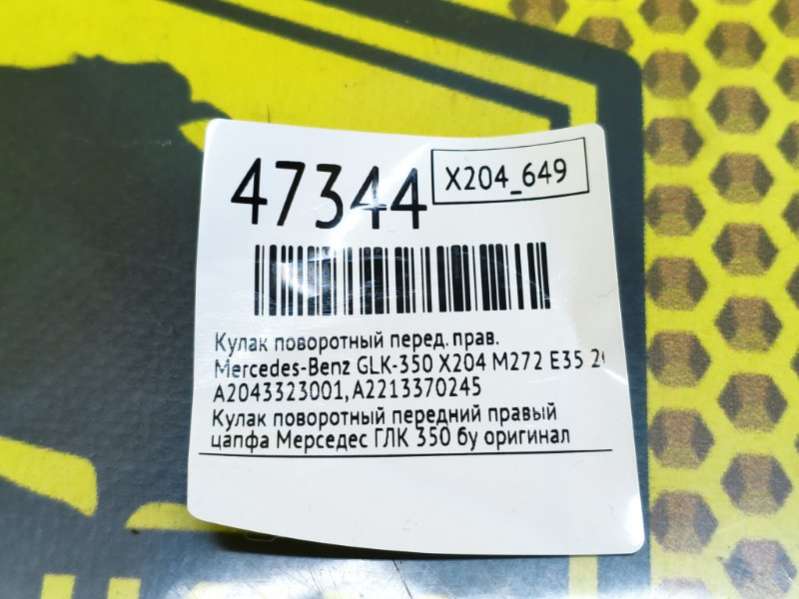 47344
X204_649
Кулак поворотный перед. прав.
Mercedes-Benz GLK-350 X204 M272 E35
A2043323001, A2213370245
Кулак поворотный передний правый
цапфа Мерседес ГЛК 350 бу оригинал